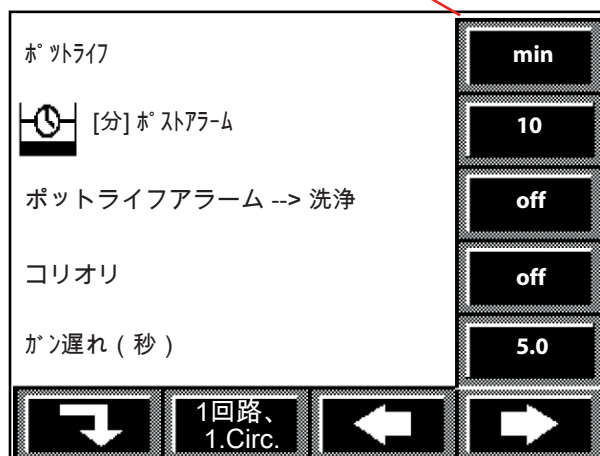 ﾎﾟｯﾄﾗｲﾌ min
[分] ﾎﾟｽﾄｱﾗｰﾑ 10
ポットライフアラーム --> 洗浄 off
コリオリ off
ｶﾞﾝ遅れ ( 秒 ) 5.0
1回路、
1.Circ.